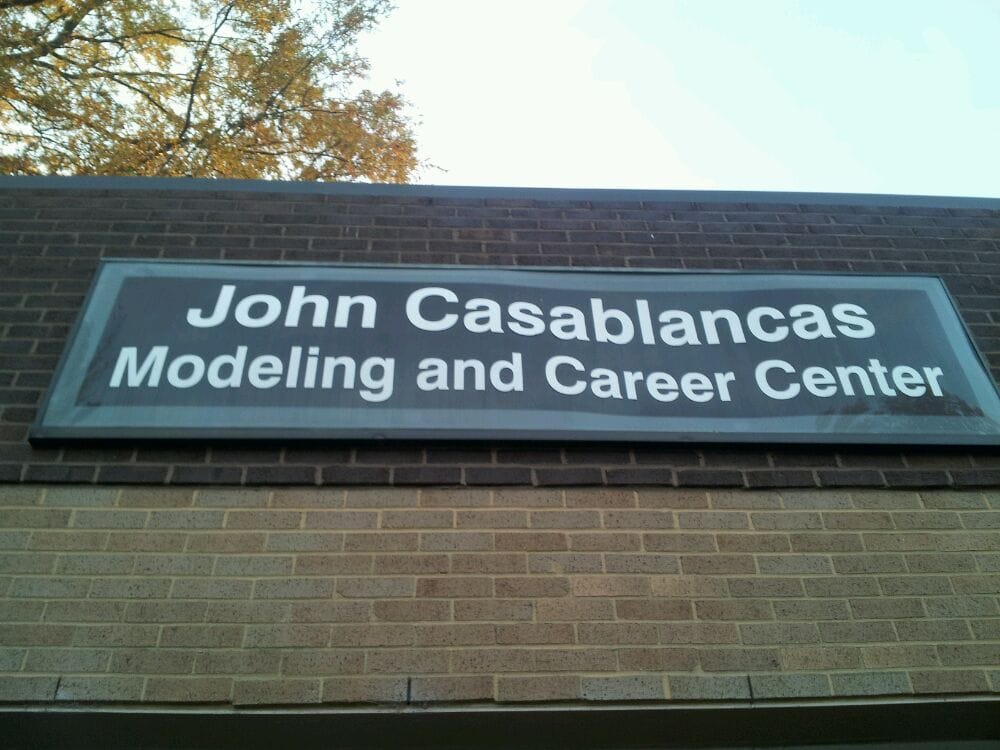 John Casablancas
Modeling and Career Center